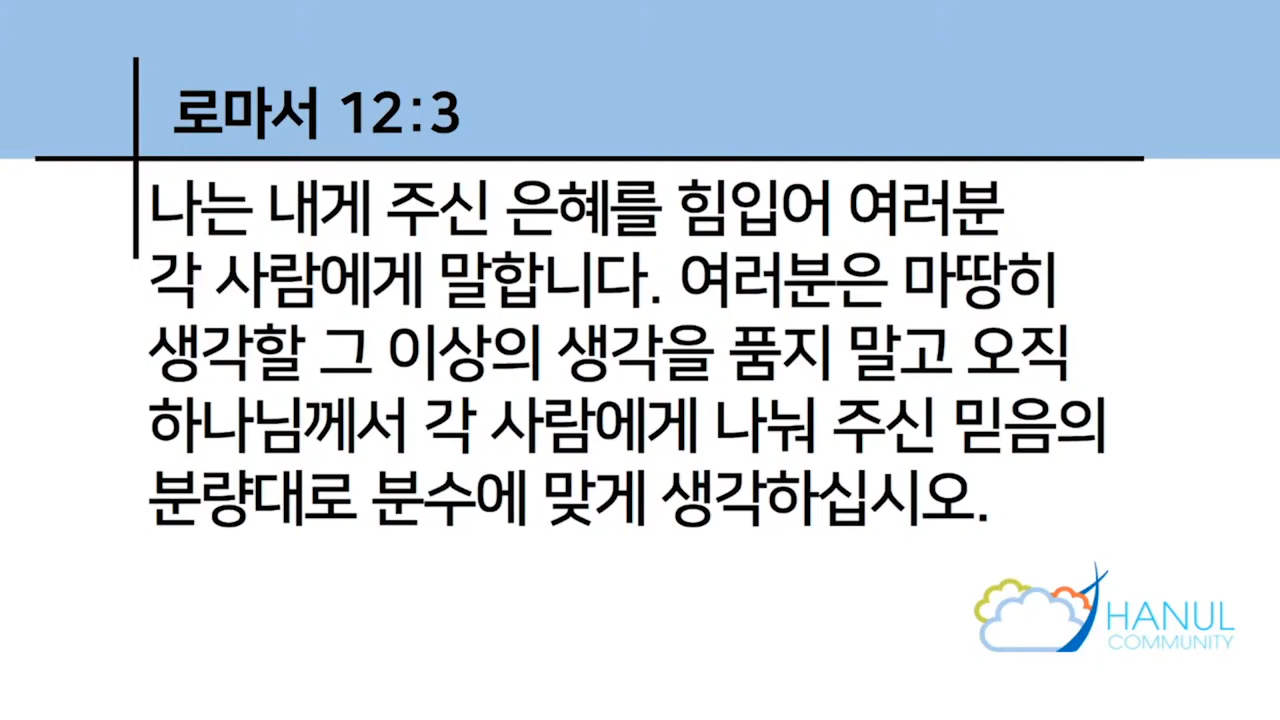 로마서 12:3
나는 내게 주신 은혜를 힘입어 여러분
각 사람에게 말합니다. 여러분은 마땅히
생각할 그 이상의 생각을 품지 말고 오직
하나님께서 각 사람에게 나눠 주신 믿음의
분량대로 분수에 맞게 생각하십시오.
HANUL
COMMUNITY